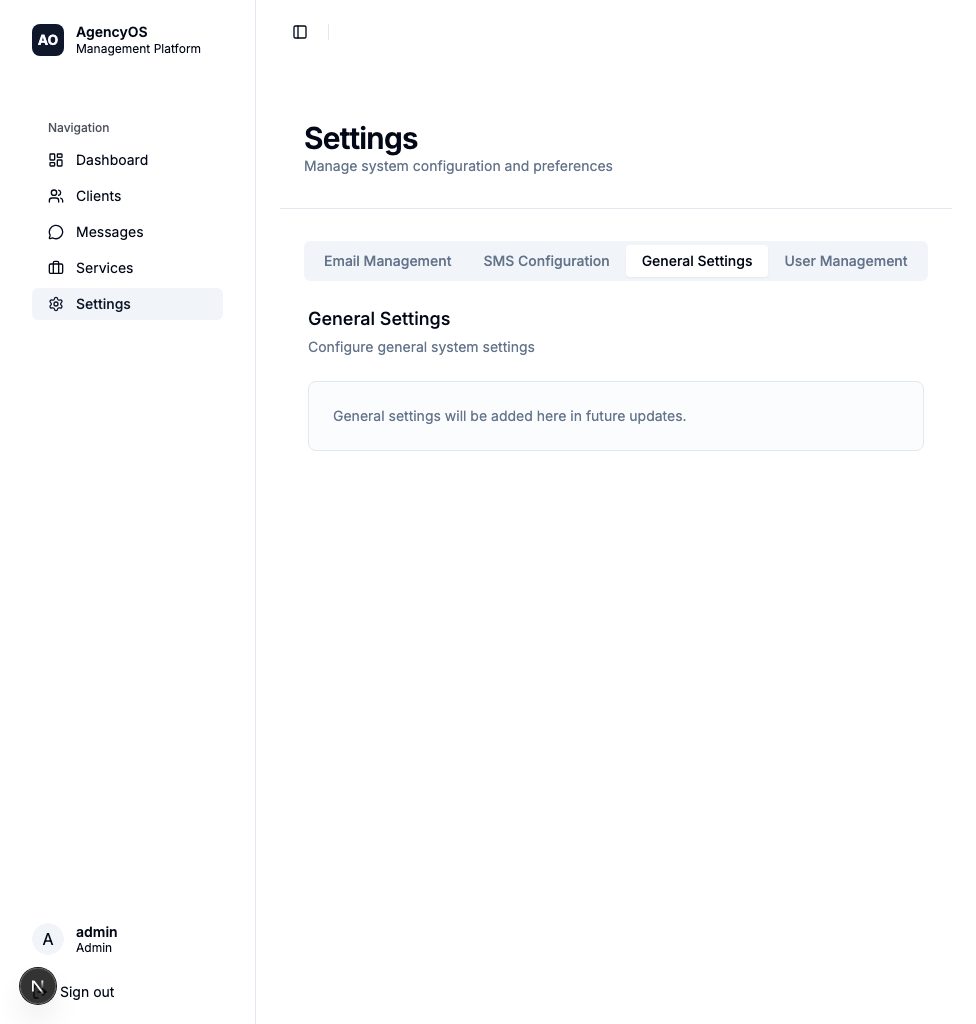 AO
AgencyOS
Management Platform
Navigation
Dashboard
Clients
Messages
Services
Settings
A
admin
Admin
N
Sign out
Settings
Manage system configuration and preferences
Email Management SMS Configuration General Settings User Management
General Settings
Configure general system settings
General settings will be added here in future updates.